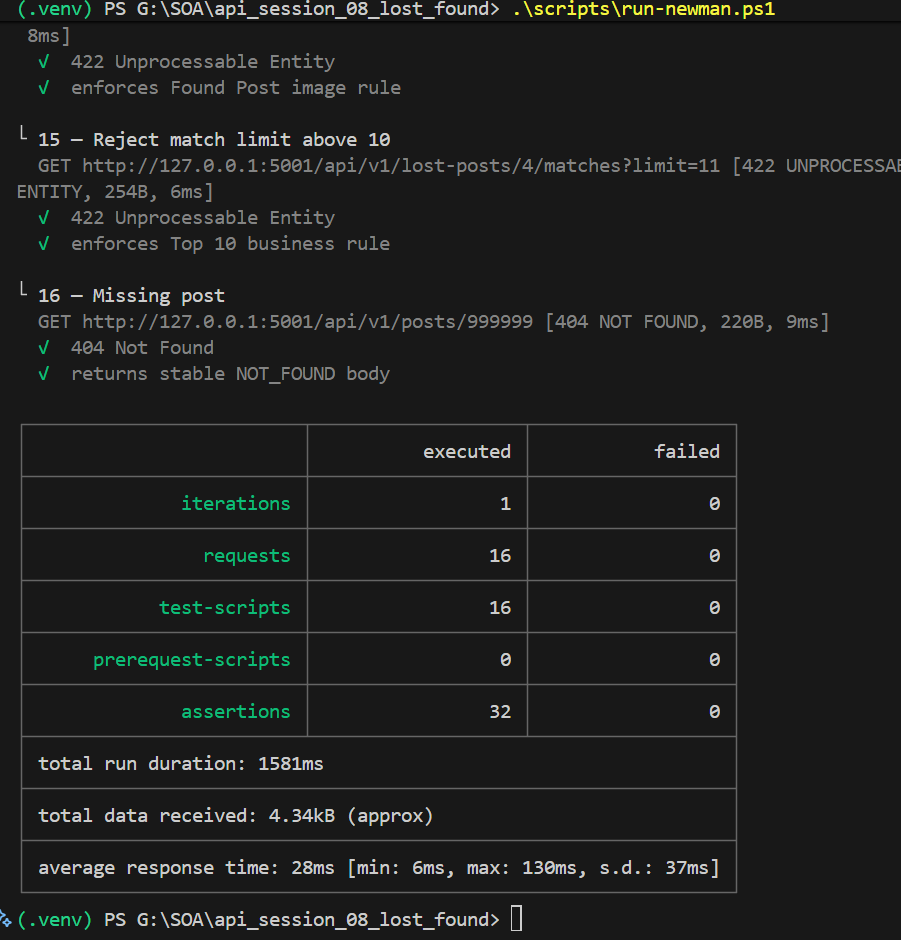 (.venv) PS G:\SOA\api_session_08_lost_found> .\scripts\run-newman.ps1
8ms]
√ 422 Unprocessable Entity
√ enforces Found Post image rule
└ 15 — Reject match limit above 10
GET http://127.0.0.1:5001/api/v1/lost-posts/4/matches?limit=11 [422 UNPROCESSAE
ENTITY, 254B, 6ms]
√ 422 Unprocessable Entity
√ enforces Top 10 business rule
└ 16 — Missing post
GET http://127.0.0.1:5001/api/v1/posts/999999 [404 NOT FOUND, 220B, 9ms]
√ 404 Not Found
√ returns stable NOT_FOUND body
executed failed
iterations 1 0
requests 16 0
test-scripts 16 0
prerequest-scripts 0 0
assertions 32 0
total run duration: 1581ms
total data received: 4.34kB (approx)
average response time: 28ms [min: 6ms, max: 130ms, s.d.: 37ms]
(.venv) PS G:\SOA\api_session_08_lost_found>